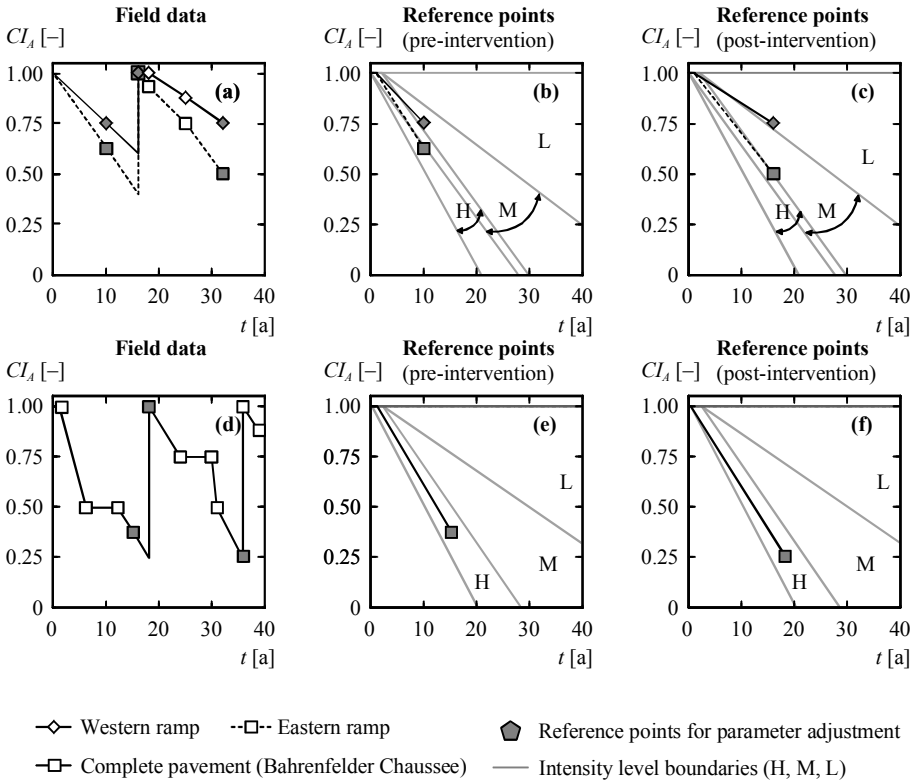 Field data
Reference points
(pre-intervention)
Reference points
(post-intervention)
CI_A [–]
CI_A [–]
CI_A [–]
1.00
0.75
0.50
0.25
0
(a)
0 10 20 30 40
t [a]
1.00
0.75
0.50
0.25
0
(b)
L
H
M
0 10 20 30 40
t [a]
1.00
0.75
0.50
0.25
0
(c)
L
H
M
0 10 20 30 40
t [a]
Field data
Reference points
(pre-intervention)
Reference points
(post-intervention)
CI_A [–]
CI_A [–]
CI_A [–]
1.00
0.75
0.50
0.25
0
(d)
0 10 20 30 40
t [a]
1.00
0.75
0.50
0.25
0
(e)
L
M
H
0 10 20 30 40
t [a]
1.00
0.75
0.50
0.25
0
(f)
L
M
H
0 10 20 30 40
t [a]
Western ramp
Eastern ramp
Reference points for parameter adjustment
Complete pavement (Bahrenfelder Chaussee)
Intensity level boundaries (H, M, L)